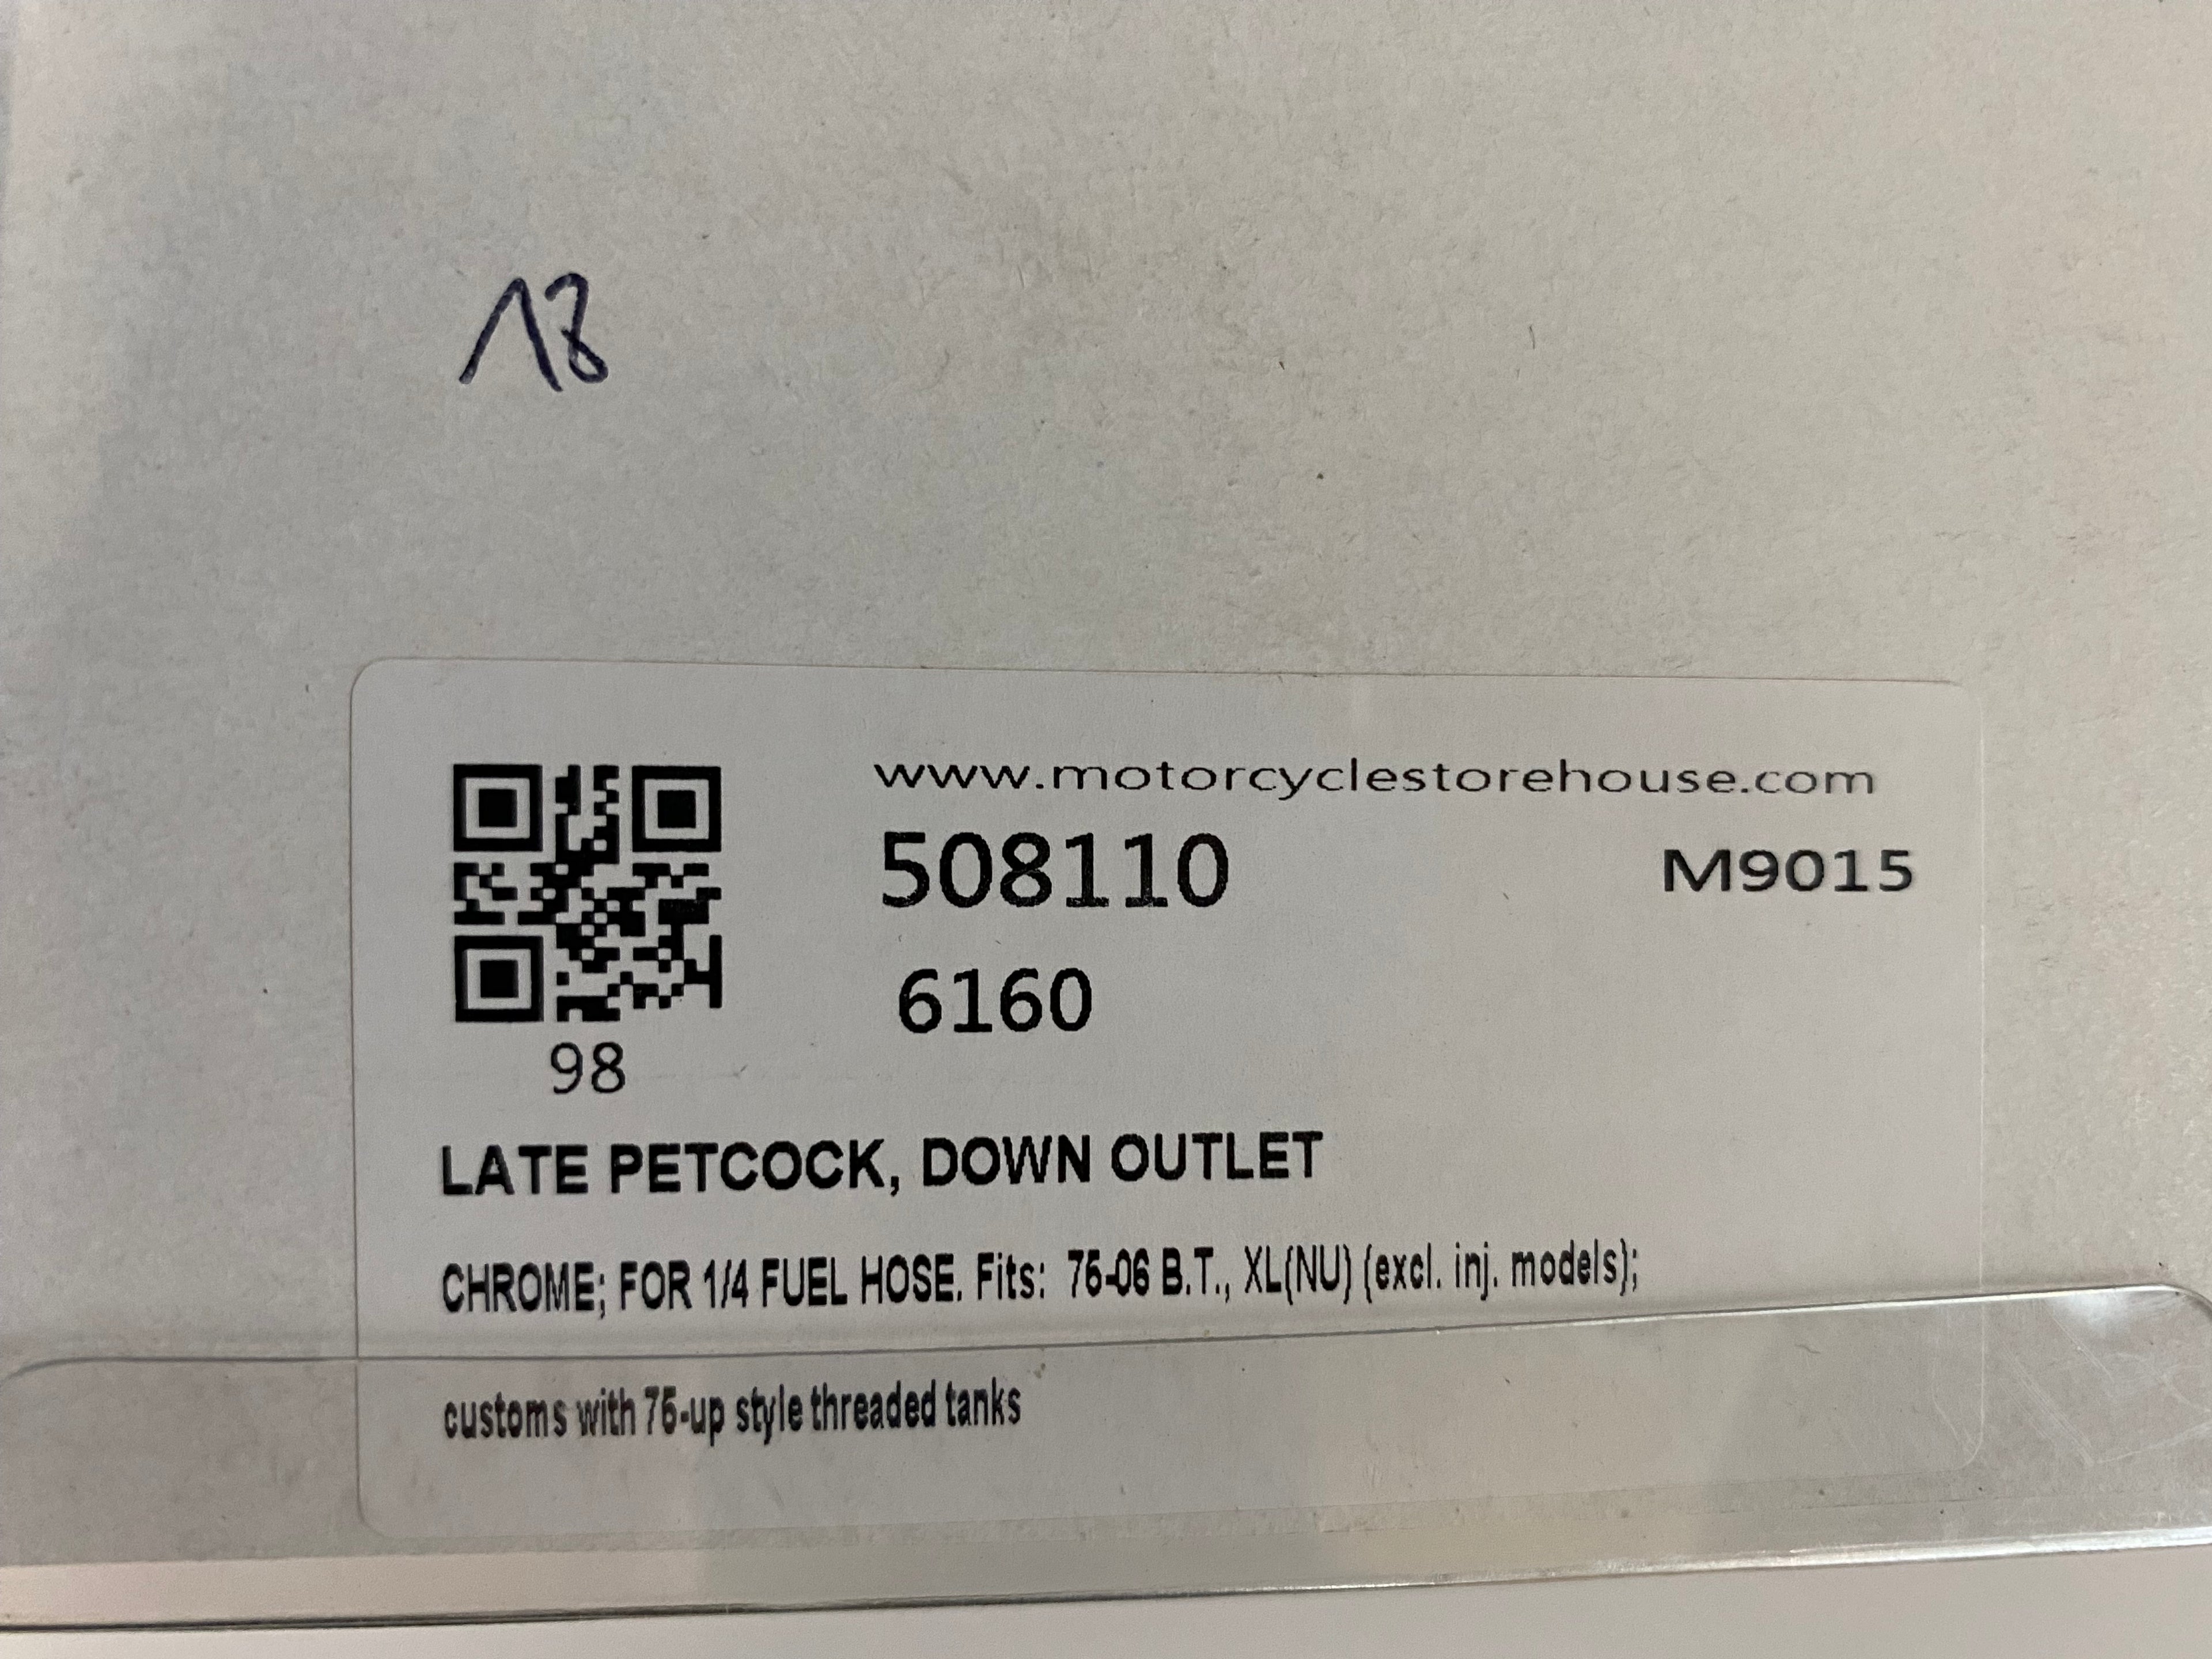 18
www.motorcyclestorehouse.com
508110 M9015
6160
98
LATE PETCOCK, DOWN OUTLET
CHROME; FOR 1/4 FUEL HOSE. Fits: 75-06 B.T., XL(NU) (excl. inj. models);
customs with 75-up style threaded tanks